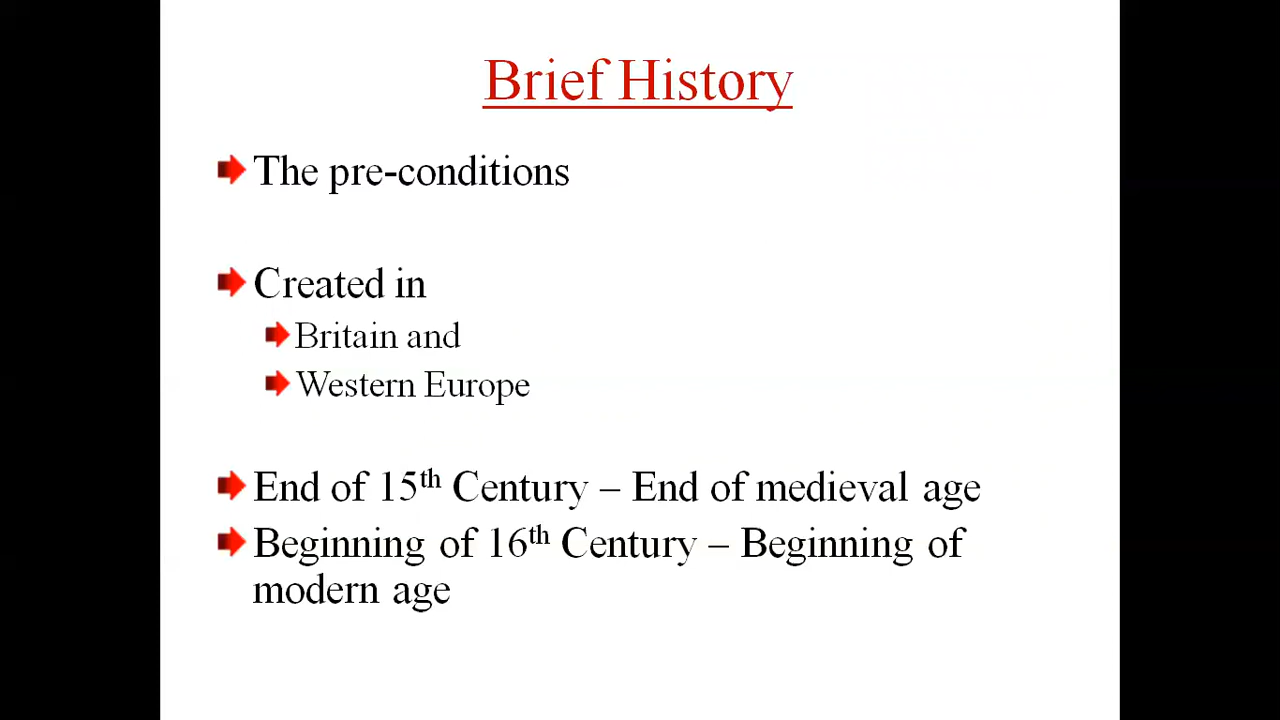 Brief History
The pre-conditions
Created in
Britain and
Western Europe
End of 15th Century – End of medieval age
Beginning of 16th Century – Beginning of
modern age